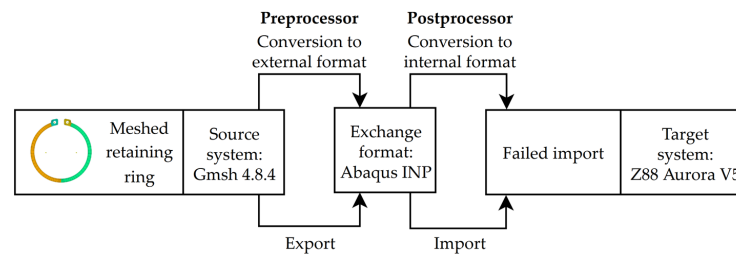 Preprocessor
Conversion to
external format
Postprocessor
Conversion to
internal format
Meshed
retaining
ring
Source
system:
Gmsh 4.8.4
Exchange
format:
Abaqus INP
Failed import
Target
system:
Z88 Aurora V5
Export
Import